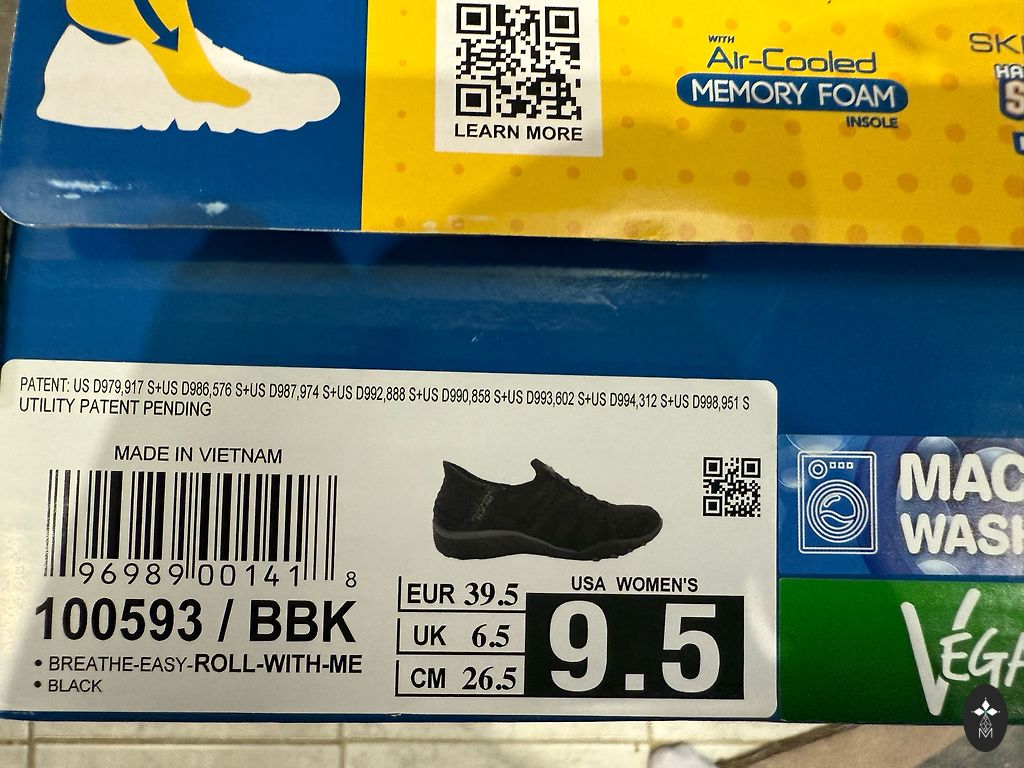 LEARN MORE
WITH
Air-Cooled
MEMORY FOAM
INSOLE
PATENT: US D979,917 S+US D986,576 S+US D987,974 S+US D992,888 S+US D990,858 S+US D993,602 S+US D994,312 S+US D998,951 S
UTILITY PATENT PENDING
MADE IN VIETNAM
96989 00141 8
100593 / BBK
• BREATHE-EASY-ROLL-WITH-ME
• BLACK
EUR 39.5
UK 6.5
CM 26.5
USA WOMEN'S
9.5
MAC
WASH
VEGA
M